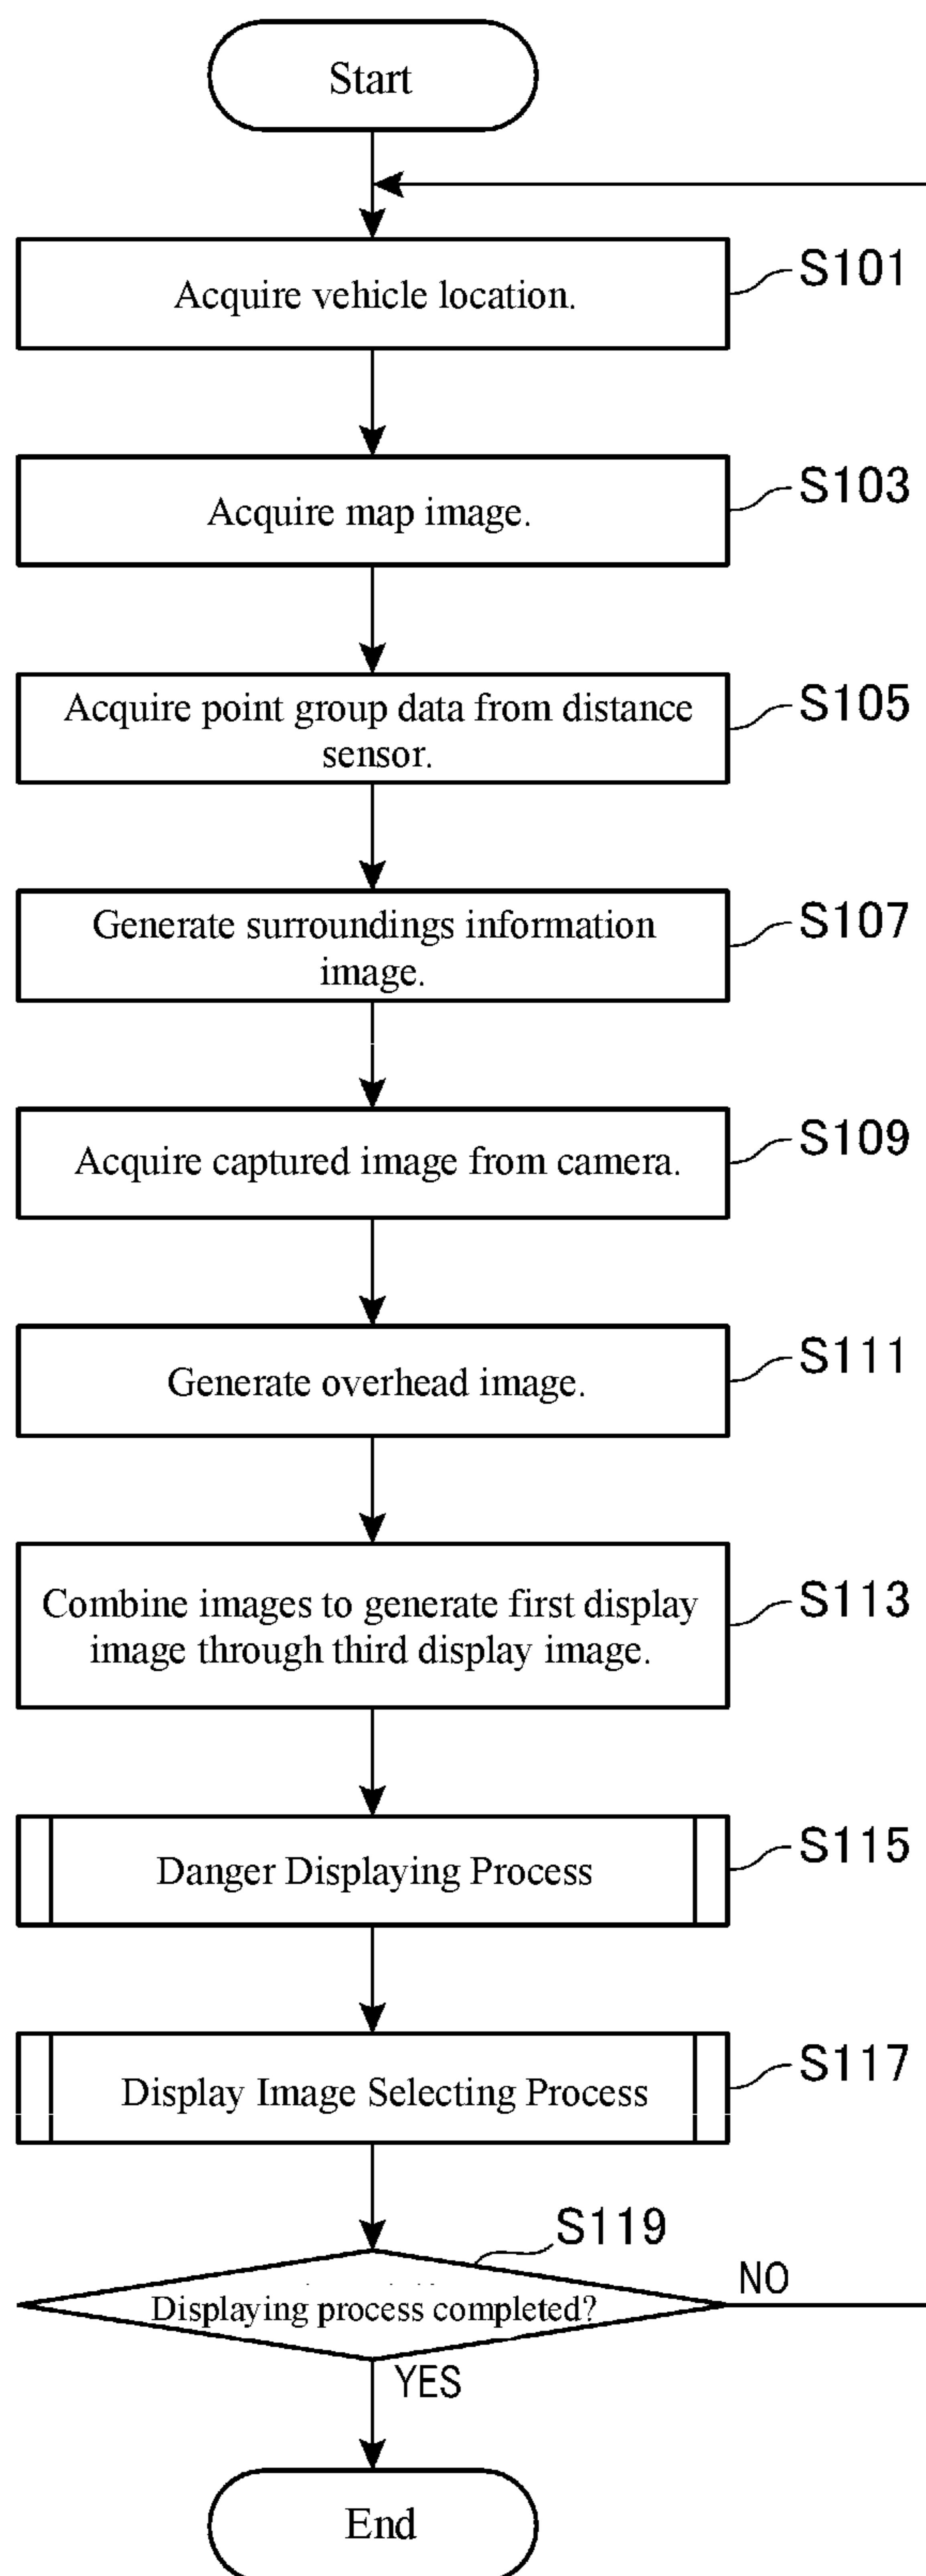 Start
Acquire vehicle location.
S101
Acquire map image.
S103
Acquire point group data from distance
sensor.
S105
Generate surroundings information
image.
S107
Acquire captured image from camera.
S109
Generate overhead image.
S111
Combine images to generate first display
image through third display image.
S113
Danger Displaying Process
S115
Display Image Selecting Process
S117
S119
Displaying process completed?
NO
YES
End